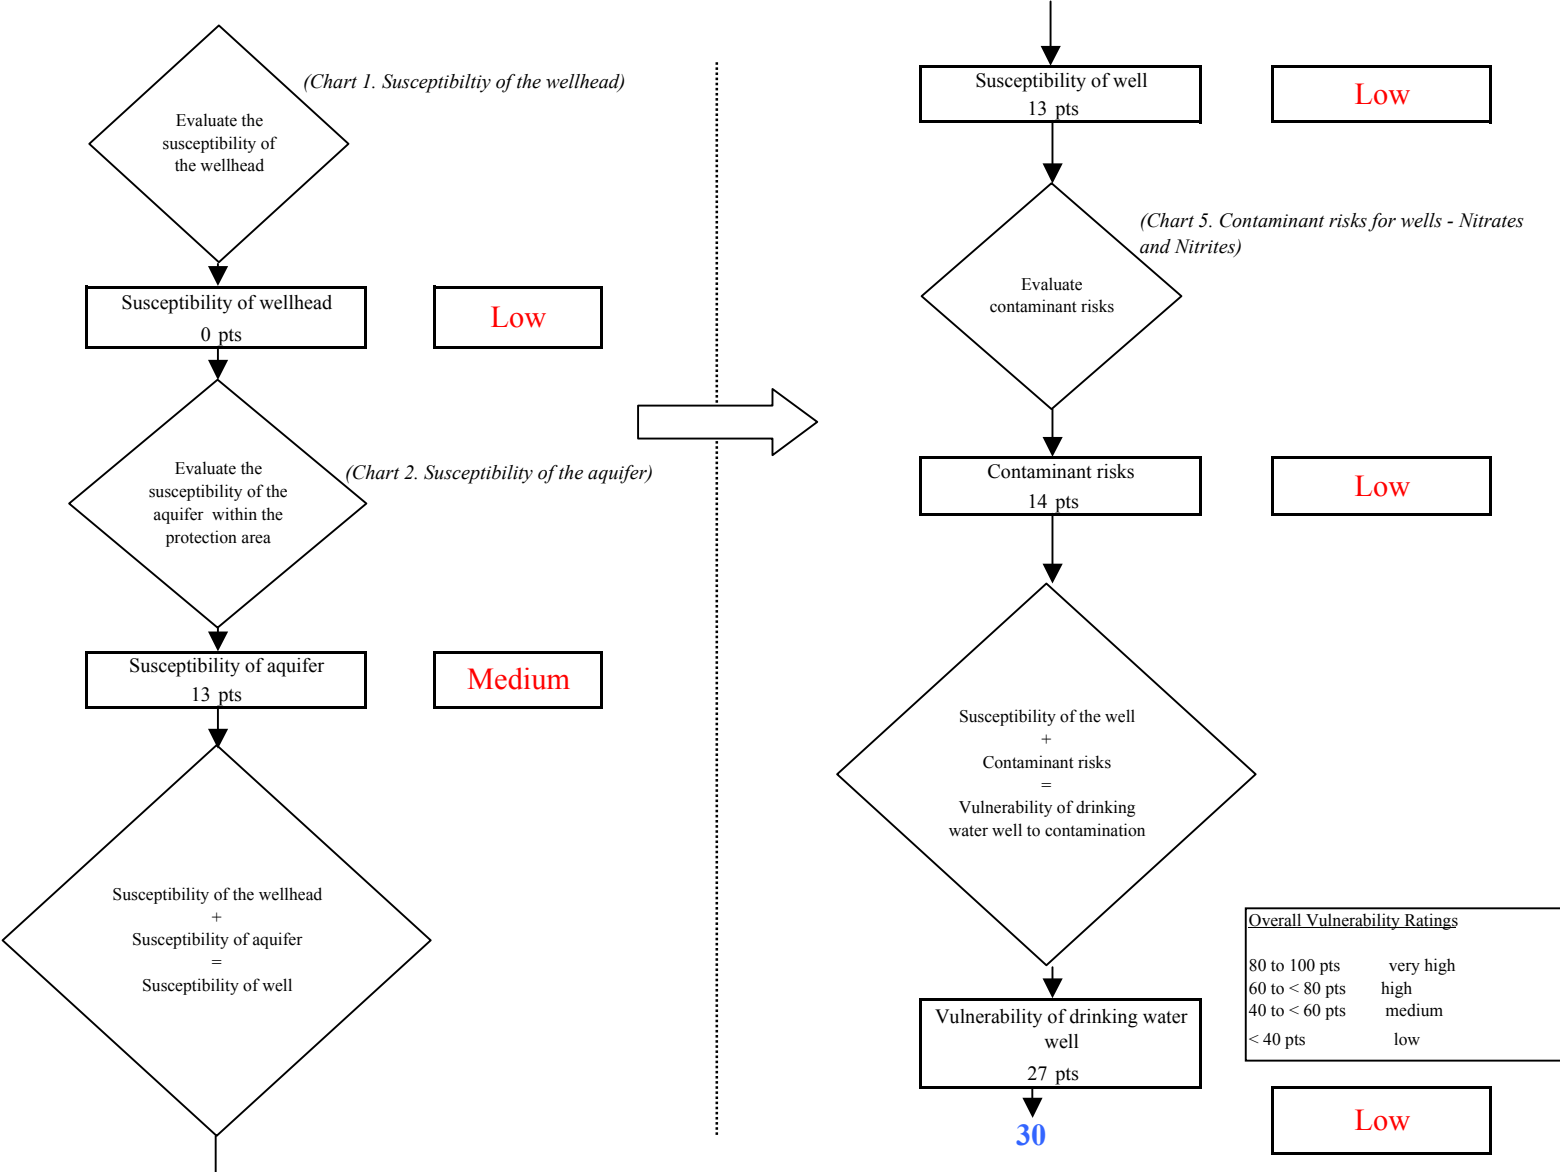 (Chart 1. Susceptibiltiy of the wellhead)
Evaluate the
susceptibility of
the wellhead
Susceptibility of wellhead
0 pts
Low
Evaluate the
susceptibility of the
aquifer within the
protection area
(Chart 2. Susceptibility of the aquifer)
Susceptibility of aquifer
13 pts
Medium
Susceptibility of the wellhead
+
Susceptibility of aquifer
=
Susceptibility of well
Susceptibility of well
13 pts
Low
(Chart 5. Contaminant risks for wells - Nitrates
and Nitrites)
Evaluate
contaminant risks
Contaminant risks
14 pts
Low
Susceptibility of the well
+
Contaminant risks
=
Vulnerability of drinking
water well to contamination
Vulnerability of drinking water
well
27 pts
30
Overall Vulnerability Ratings
80 to 100 pts very high
60 to < 80 pts high
40 to < 60 pts medium
< 40 pts low
Low